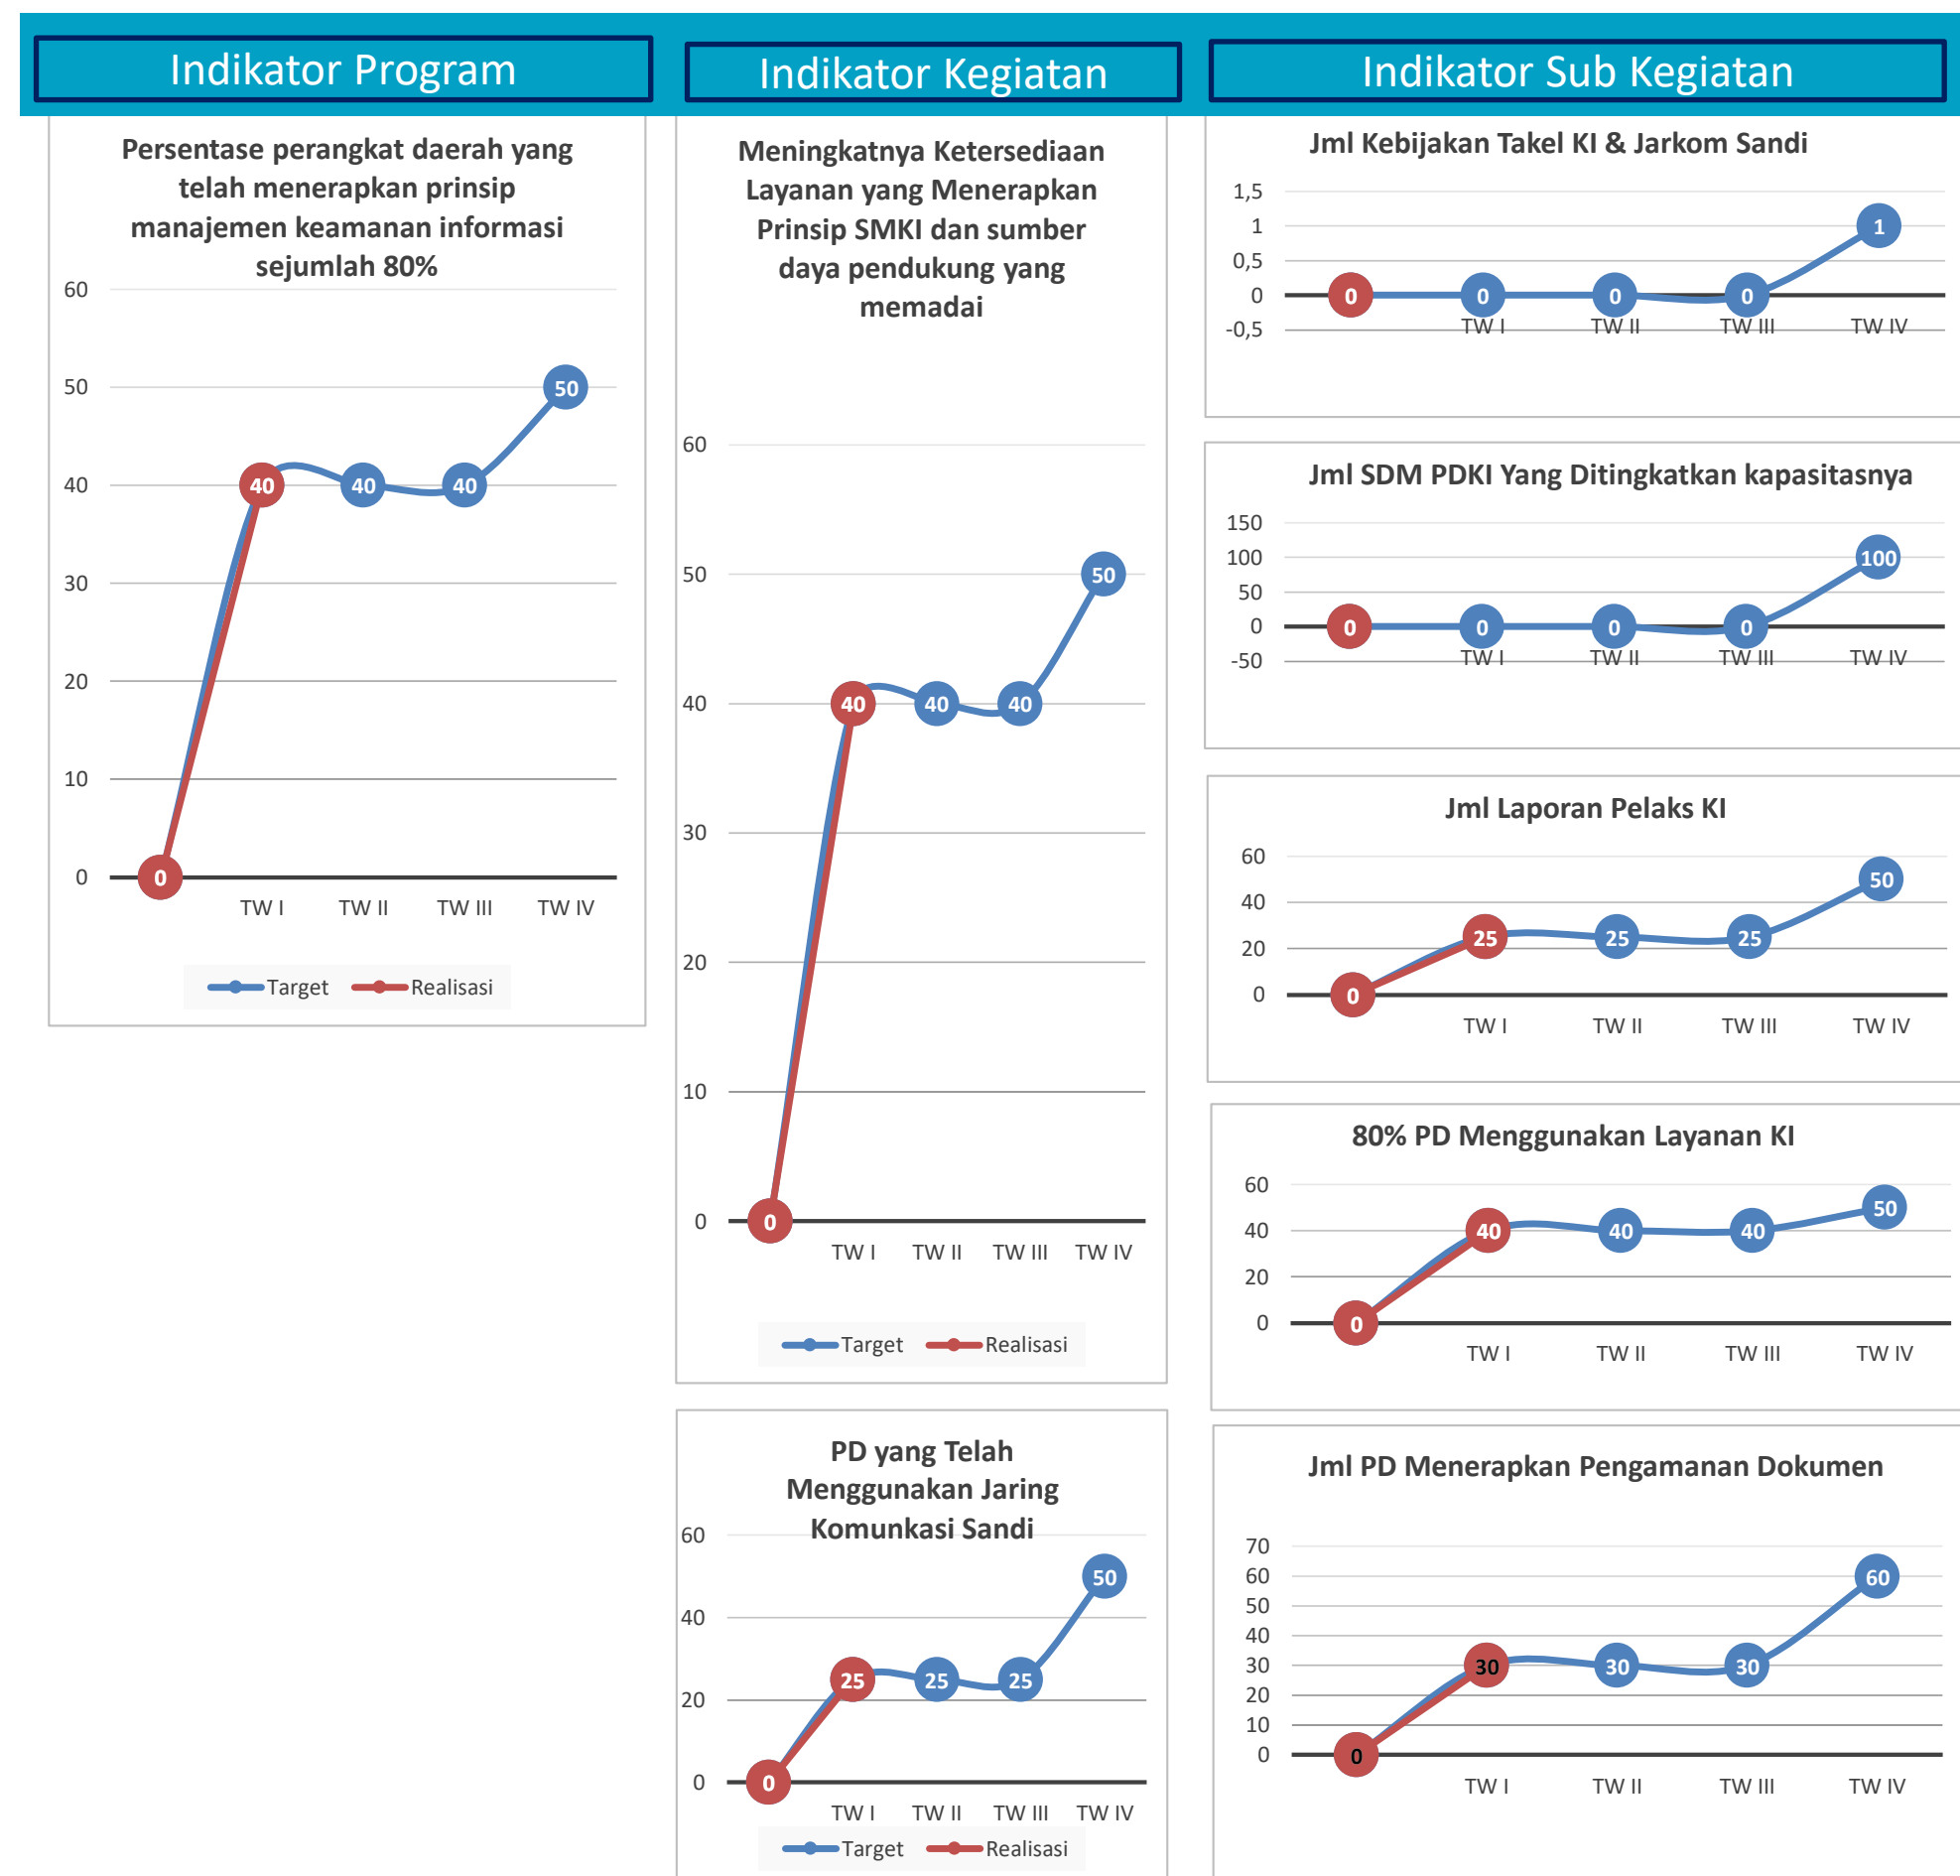 Indikator Program
Indikator Kegiatan
Indikator Sub Kegiatan
Persentase perangkat daerah yang
telah menerapkan prinsip
manajemen keamanan informasi
sejumlah 80%
60
50
40
30
20
10
0
0
40
40
40
50
TW I
TW II
TW III
TW IV
Target
Realisasi
Meningkatnya Ketersediaan
Layanan yang Menerapkan
Prinsip SMKI dan sumber
daya pendukung yang
memadai
60
50
40
30
20
10
0
0
40
40
40
50
TW I
TW II
TW III
TW IV
Target
Realisasi
PD yang Telah
Menggunakan Jaring
Komunkasi Sandi
60
40
20
0
0
25
25
25
50
TW I
TW II
TW III
TW IV
Target
Realisasi
Jml Kebijakan Takel KI & Jarkom Sandi
1,5
1
0,5
0
-0,5
0
0
0
0
1
TW I
TW II
TW III
TW IV
Jml SDM PDKI Yang Ditingkatkan kapasitasnya
150
100
50
0
-50
0
0
0
0
100
TW I
TW II
TW III
TW IV
Jml Laporan Pelaks KI
60
40
20
0
0
25
25
25
50
TW I
TW II
TW III
TW IV
80% PD Menggunakan Layanan KI
60
40
20
0
0
40
40
40
50
TW I
TW II
TW III
TW IV
Jml PD Menerapkan Pengamanan Dokumen
70
60
50
40
30
20
10
0
0
30
30
30
60
TW I
TW II
TW III
TW IV